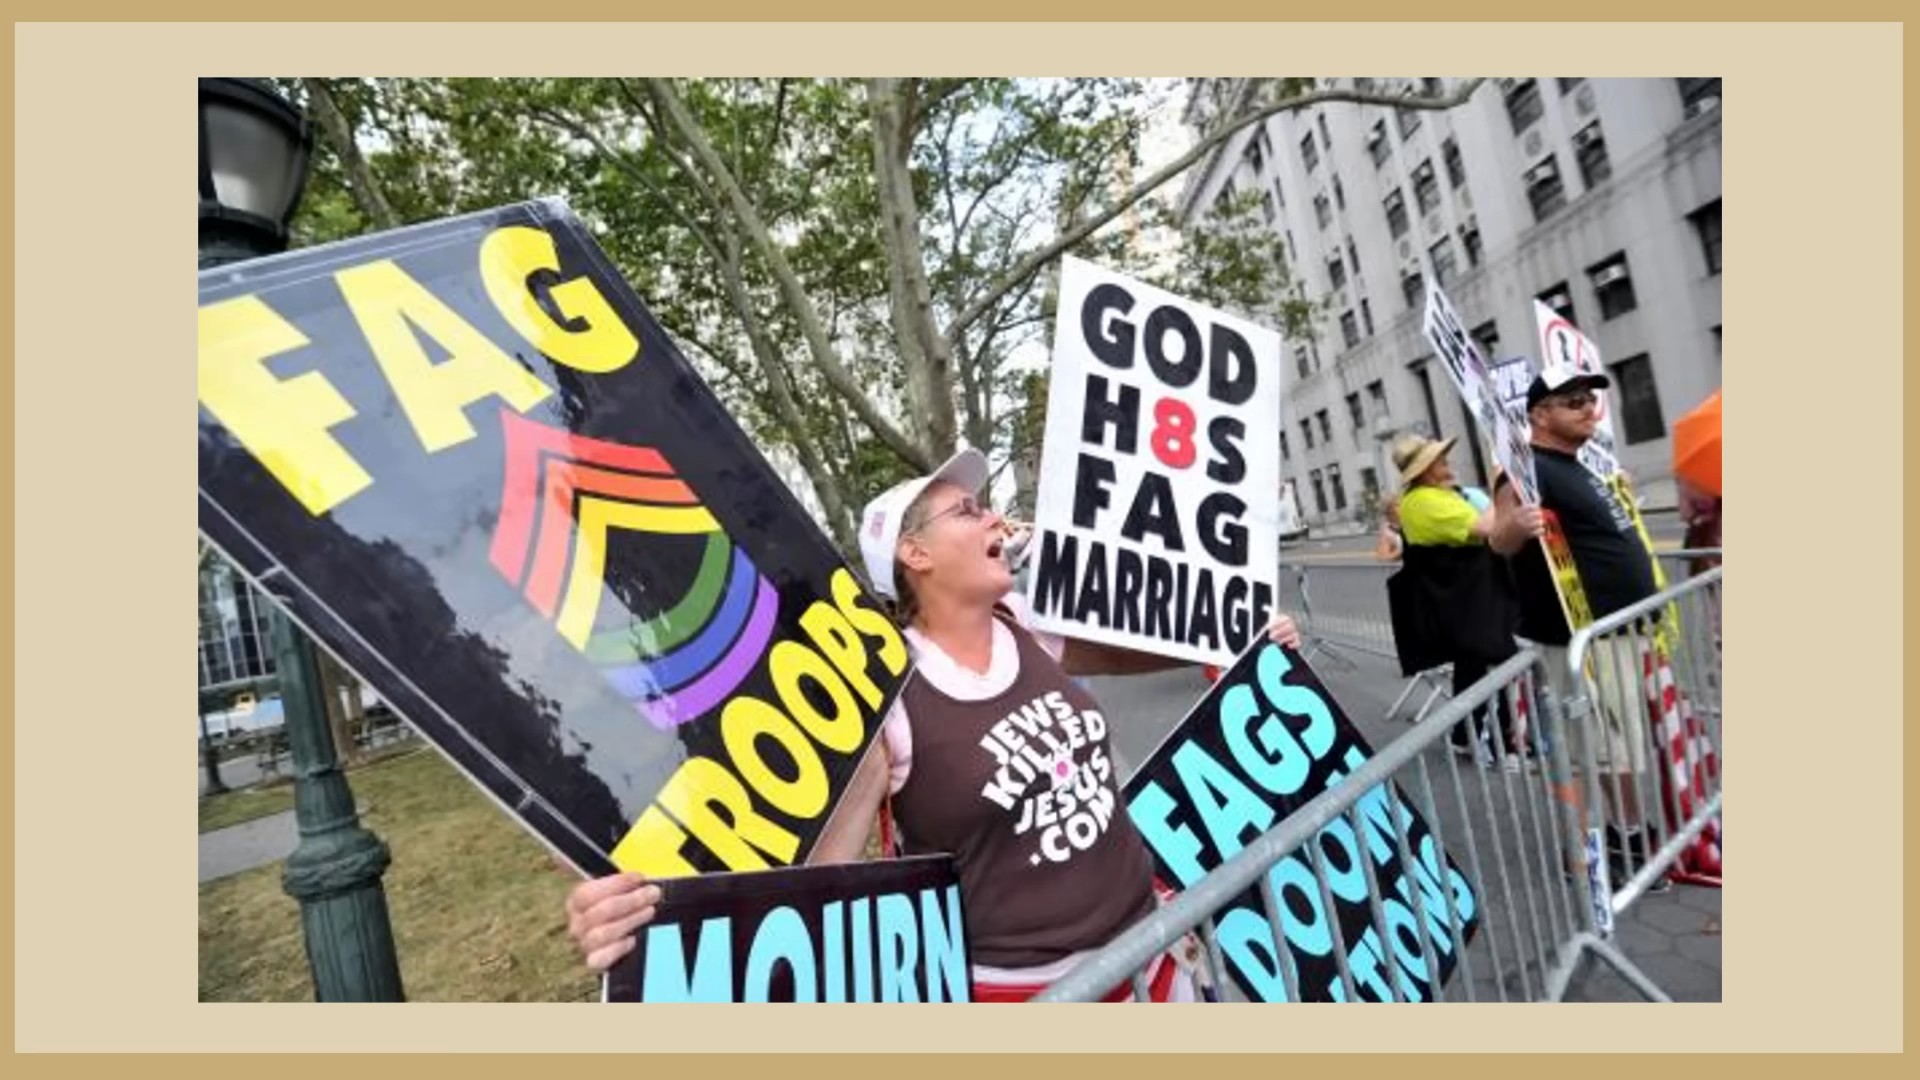 FAG
TROOPS
GOD
H8S
FAG
MARRIAGE
JEWS
KILLED
JESUS
.COM
FAGS
DOOM
MOURN